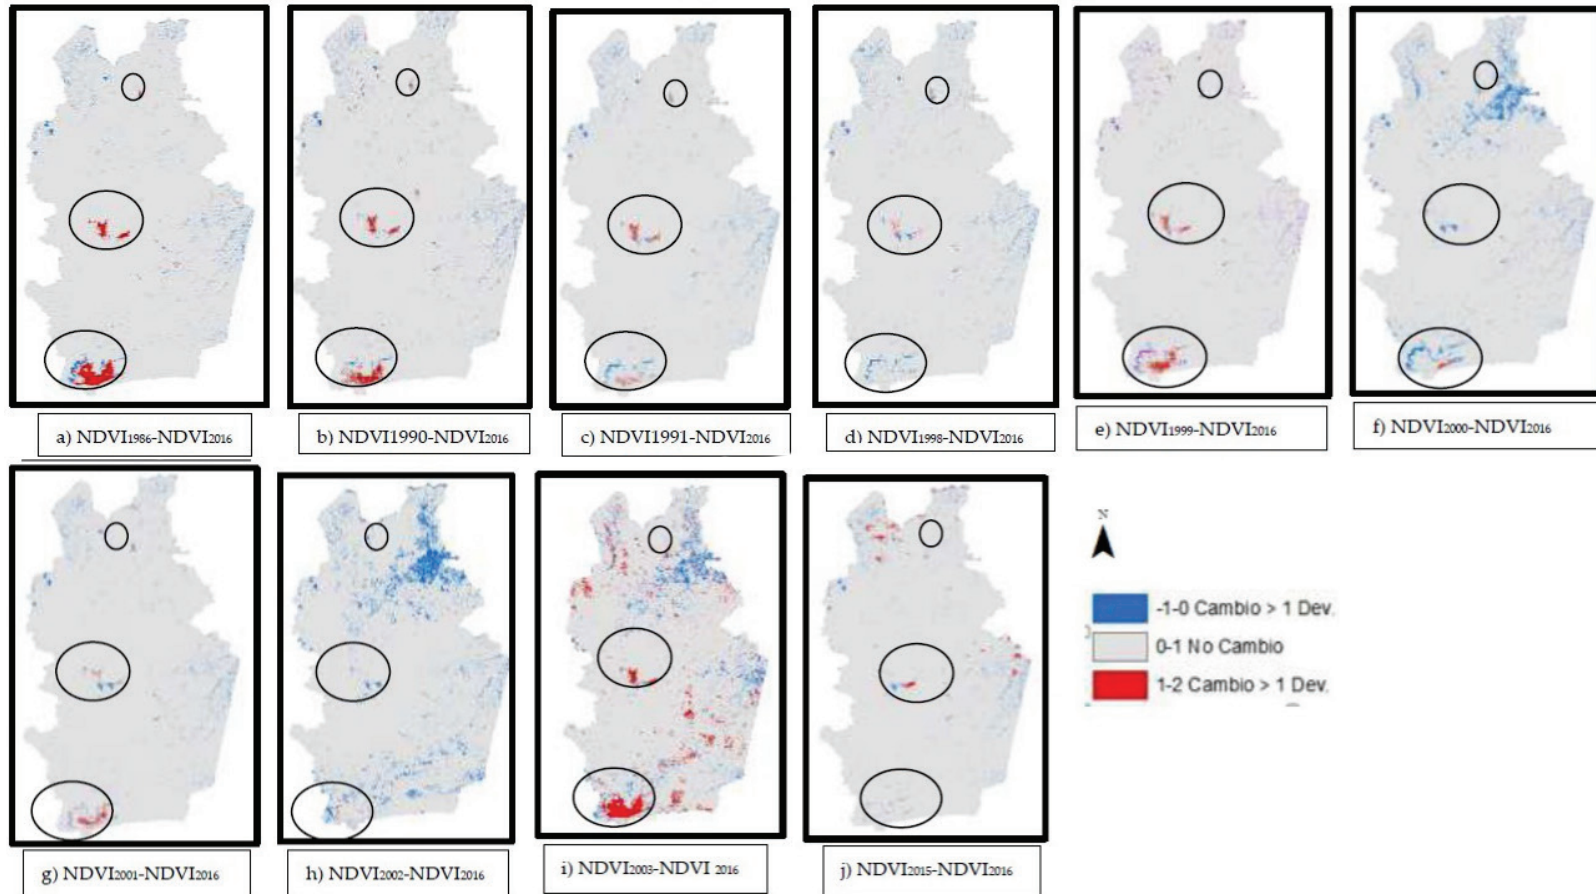 a) NDVI1986-NDVI2016
b) NDVI1990-NDVI2016
c) NDVI1991-NDVI2016
d) NDVI1998-NDVI2016
e) NDVI1999-NDVI2016
f) NDVI2000-NDVI2016
N
-1-0 Cambio > 1 Dev.
0-1 No Cambio
1-2 Cambio > 1 Dev.
g) NDVI2001-NDVI2016
h) NDVI2002-NDVI2016
i) NDVI2003-NDVI 2016
j) NDVI2015-NDVI2016